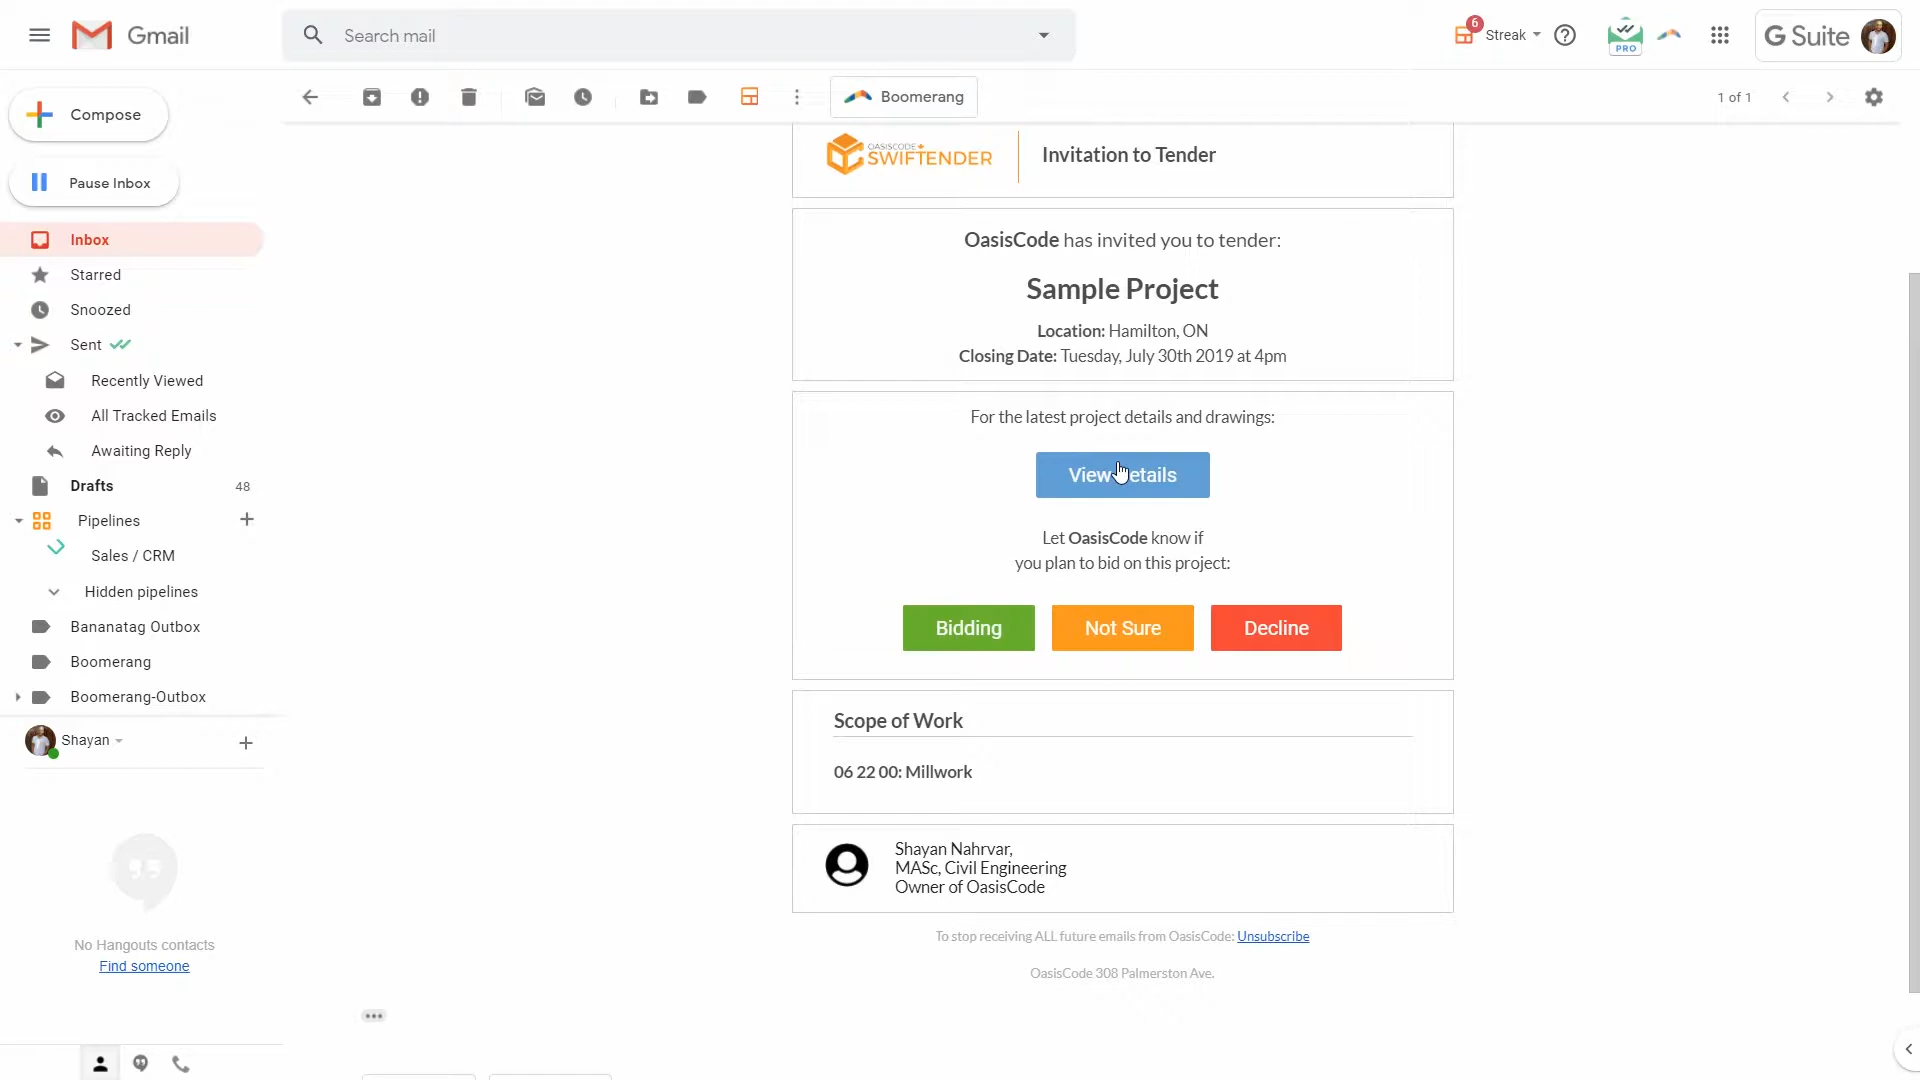 Gmail
Search mail
6
Streak
PRO
G Suite
Compose
Boomerang
1 of 1
Pause Inbox
Inbox
Starred
Snoozed
Sent
Recently Viewed
All Tracked Emails
Awaiting Reply
Drafts
48
Pipelines
Sales / CRM
Hidden pipelines
Bananatag Outbox
Boomerang
Boomerang-Outbox
Shayan
No Hangouts contacts
Find someone
OASISCODE
SWIFTENDER
Invitation to Tender
OasisCode has invited you to tender:
Sample Project
Location: Hamilton, ON
Closing Date: Tuesday, July 30th 2019 at 4pm
For the latest project details and drawings:
View etails
Let OasisCode know if
you plan to bid on this project:
Bidding
Not Sure
Decline
Scope of Work
06 22 00: Millwork
Shayan Nahrvar,
MASc, Civil Engineering
Owner of OasisCode
To stop receiving ALL future emails from OasisCode: Unsubscribe
OasisCode 308 Palmerston Ave.